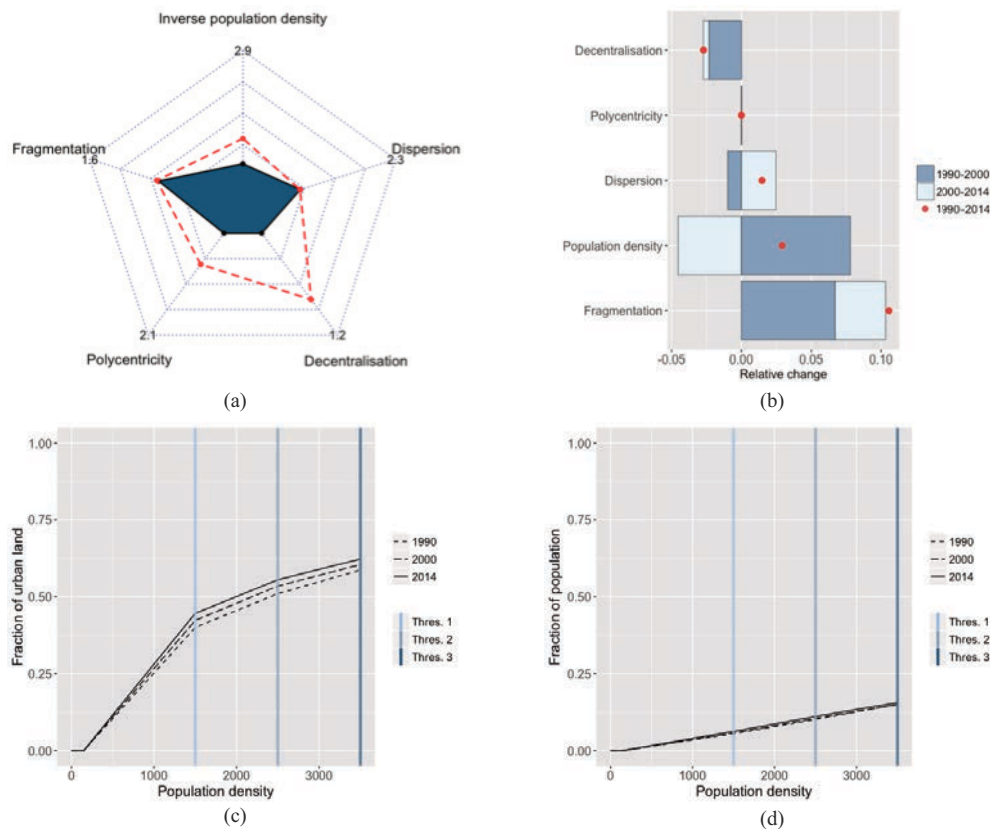 Inverse population density
2.9
Fragmentation
1.6
Dispersion
2.3
2.1
1.2
Polycentricity
Decentralisation
(a)
Decentralisation
Polycentricity
Dispersion
Population density
Fragmentation
-0.05
0.00
0.05
0.10
Relative change
1990-2000
2000-2014
1990-2014
(b)
1.00
0.75
0.50
0.25
0.00
Fraction of urban land
0
1000
2000
3000
Population density
1990
2000
2014
Thres. 1
Thres. 2
Thres. 3
(c)
1.00
0.75
0.50
0.25
0.00
Fraction of population
0
1000
2000
3000
Population density
1990
2000
2014
Thres. 1
Thres. 2
Thres. 3
(d)